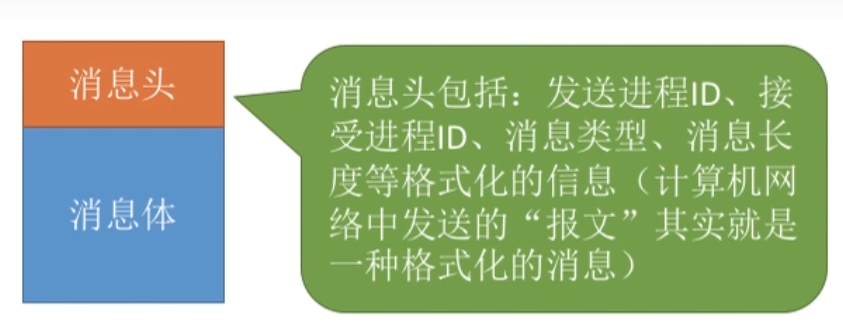 消息头
消息体
消息头包括：发送进程ID、接
受进程ID、消息类型、消息长
度等格式化的信息（计算机网
络中发送的“报文”其实就是
一种格式化的消息）